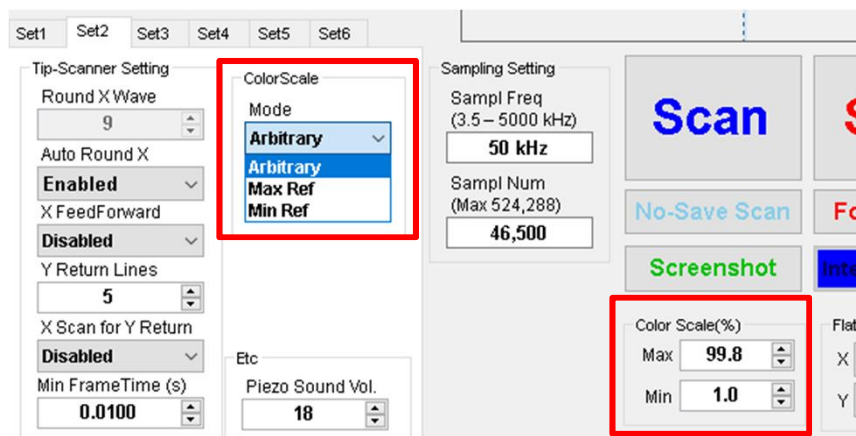 Set1 Set2 Set3 Set4 Set5 Set6
Tip-Scanner Setting
Round X Wave
9
Auto Round X
Enabled
X FeedForward
Disabled
Y Return Lines
5
X Scan for Y Return
Disabled
Min FrameTime (s)
0.0100
ColorScale
Mode
Arbitrary
Arbitrary
Max Ref
Min Ref
Etc
Piezo Sound Vol.
18
Sampling Setting
Sampl Freq
(3.5 – 5000 kHz)
50 kHz
Sampl Num
(Max 524,288)
46,500
Scan
No-Save Scan
Screenshot
Color Scale(%)
Max 99.8
Min 1.0
X
Y